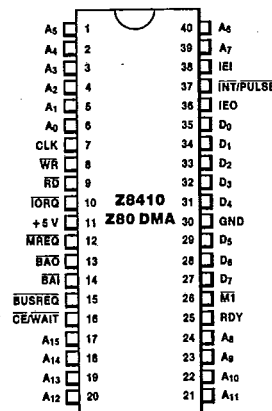 A5 1 40 A6
A4 2 39 A7
A3 3 38 IEI
A2 4 37 INT/PULSE
A1 5 36 IEO
A0 6 35 D0
CLK 7 34 D1
WR 8 33 D2
RD 9 32 D3
IORQ 10 Z8410 31 D4
+5 V 11 Z80 DMA 30 GND
MREQ 12 29 D5
BAO 13 28 D6
BAI 14 27 D7
BUSREQ 15 26 M1
CE/WAIT 16 25 RDY
A15 17 24 A8
A14 18 23 A9
A13 19 22 A10
A12 20 21 A11